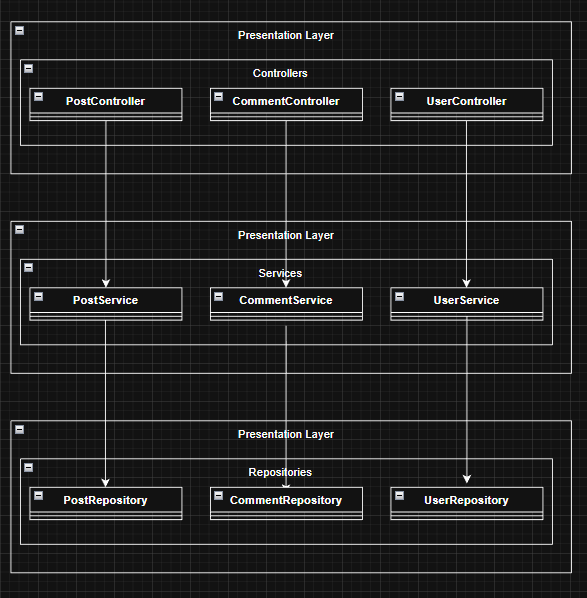 Presentation Layer
Controllers
PostController CommentController UserController
Presentation Layer
Services
PostService CommentService UserService
Presentation Layer
Repositories
PostRepository CommentRepository UserRepository